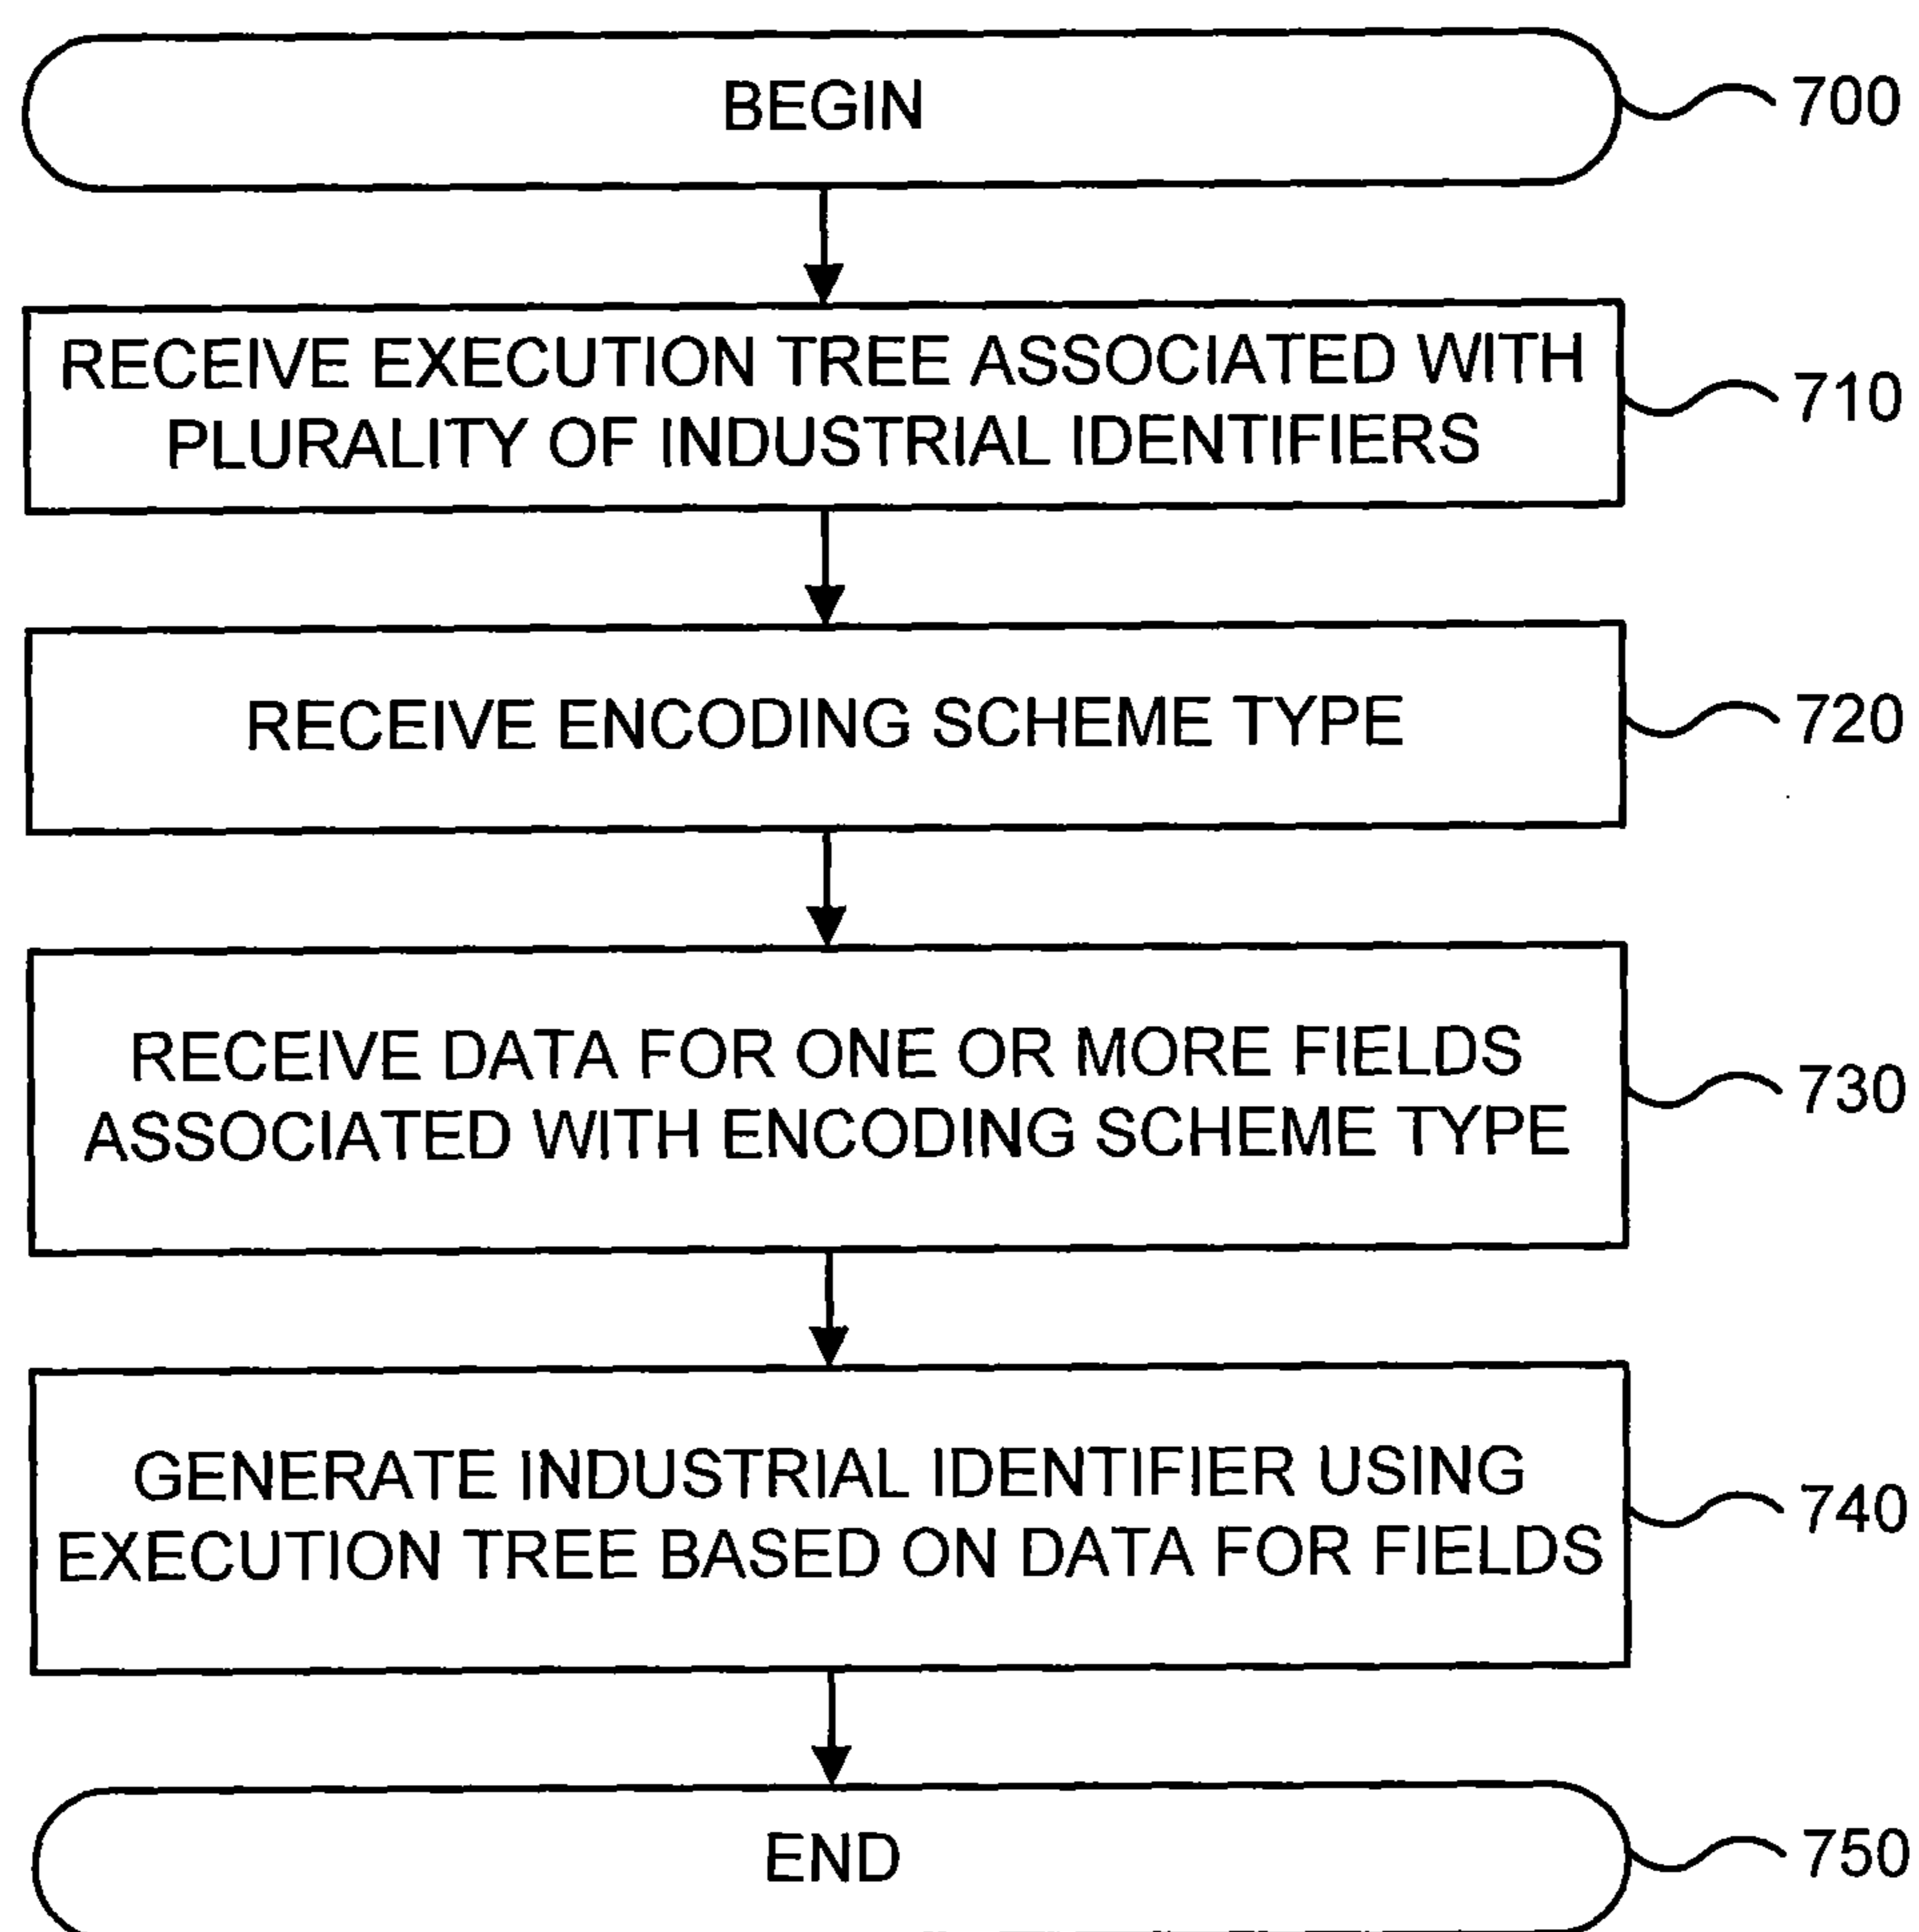 BEGIN
700
RECEIVE EXECUTION TREE ASSOCIATED WITH
PLURALITY OF INDUSTRIAL IDENTIFIERS
710
RECEIVE ENCODING SCHEME TYPE
720
RECEIVE DATA FOR ONE OR MORE FIELDS
ASSOCIATED WITH ENCODING SCHEME TYPE
730
GENERATE INDUSTRIAL IDENTIFIER USING
EXECUTION TREE BASED ON DATA FOR FIELDS
740
END
750